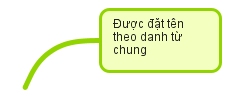 Được đặt tên
theo danh từ
chung